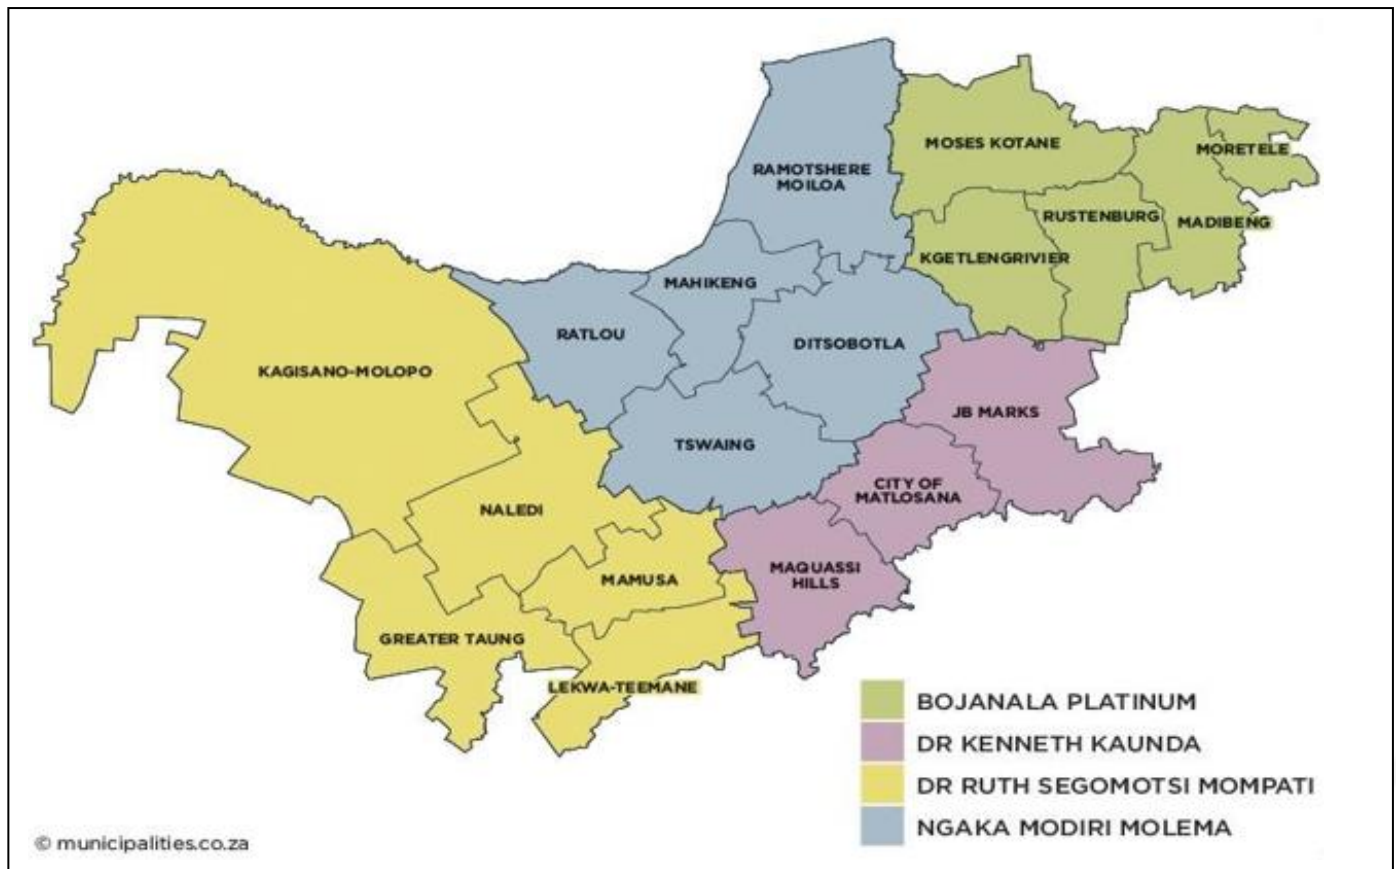 MOSES KOTANE
MORETELE
RAMOTSHERE
MOILOA
RUSTENBURG
MADIBENG
KGETLENGRIVIER
MAHIKENG
RATLOU
DITSOBOTLA
KAGISANO-MOLOPO
JB MARKS
TSWAING
CITY OF
MATLOSANA
NALEDI
MAQUASSI
HILLS
MAMUSA
GREATER TAUNG
LEKWA-TEEMANE
BOJANALA PLATINUM
DR KENNETH KAUNDA
DR RUTH SEGOMOTSI MOMPATI
NGAKA MODIRI MOLEMA
© municipalities.co.za